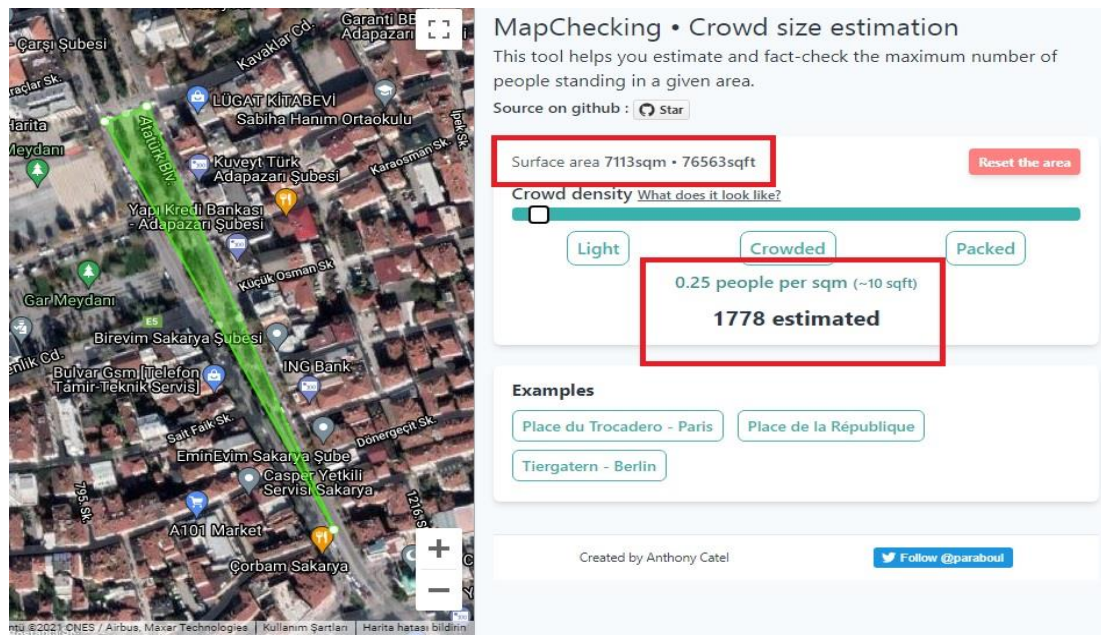 Garanti BB
Adapazarı
Çarşı Şubesi
Kavaklar Cd.
LÜGAT KİTABEVİ
Sabiha Hanım Ortaokulu
İpek Sk.
Harita
Meydanı
Atatürk Blv.
Kuveyt Türk
Adapazarı Şubesi
Karaosman Sk.
Yapı Kredi Bankası
- Adapazarı Şubesi
Küçük Osman Sk
Gar Meydanı
E5
Birevim Sakarya Şubesi
Bulvar Gsm [Telefon
Tamir-Teknik Servis]
ING Bank
Sait Faik Sk.
Dönergeçit Sk.
EminEvim Sakarya Şube
Casper Yetkili
Servisi Sakarya
795. Sk.
1216. S
A101 Market
Çorbam Sakarya
©2021 CNES / Airbus, Maxar Technologies
Kullanım Şartları
Harita hatası bildirin
MapChecking • Crowd size estimation
This tool helps you estimate and fact-check the maximum number of
people standing in a given area.
Source on github : Star
Surface area 7113sqm • 76563sqft
Reset the area
Crowd density What does it look like?
Light Crowded Packed
0.25 people per sqm (~10 sqft)
1778 estimated
Examples
Place du Trocadero - Paris Place de la République
Tiergatern - Berlin
Created by Anthony Catel Follow @paraboul